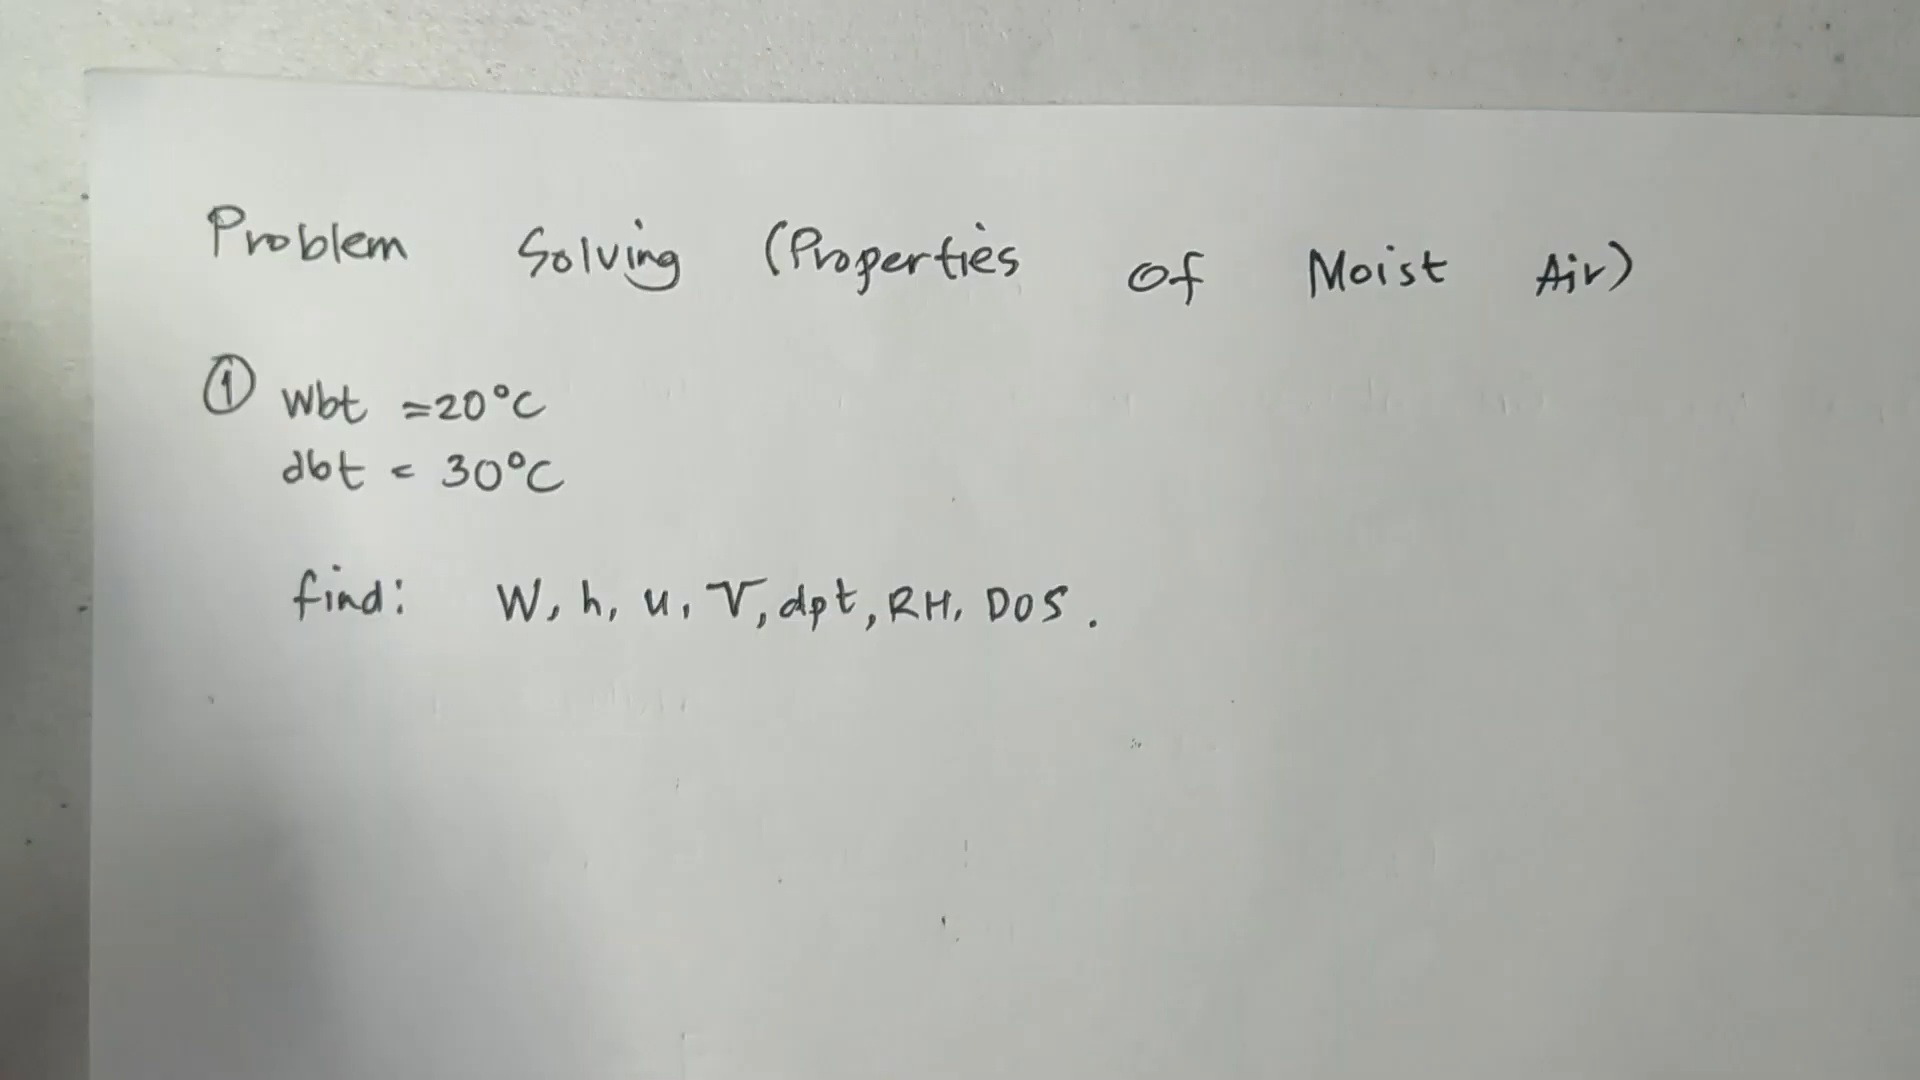 Problem Solving (Properties of Moist Air)
① Wbt = 20°C
dbt = 30°C
find: W, h, u, V, dpt, RH, DOS.